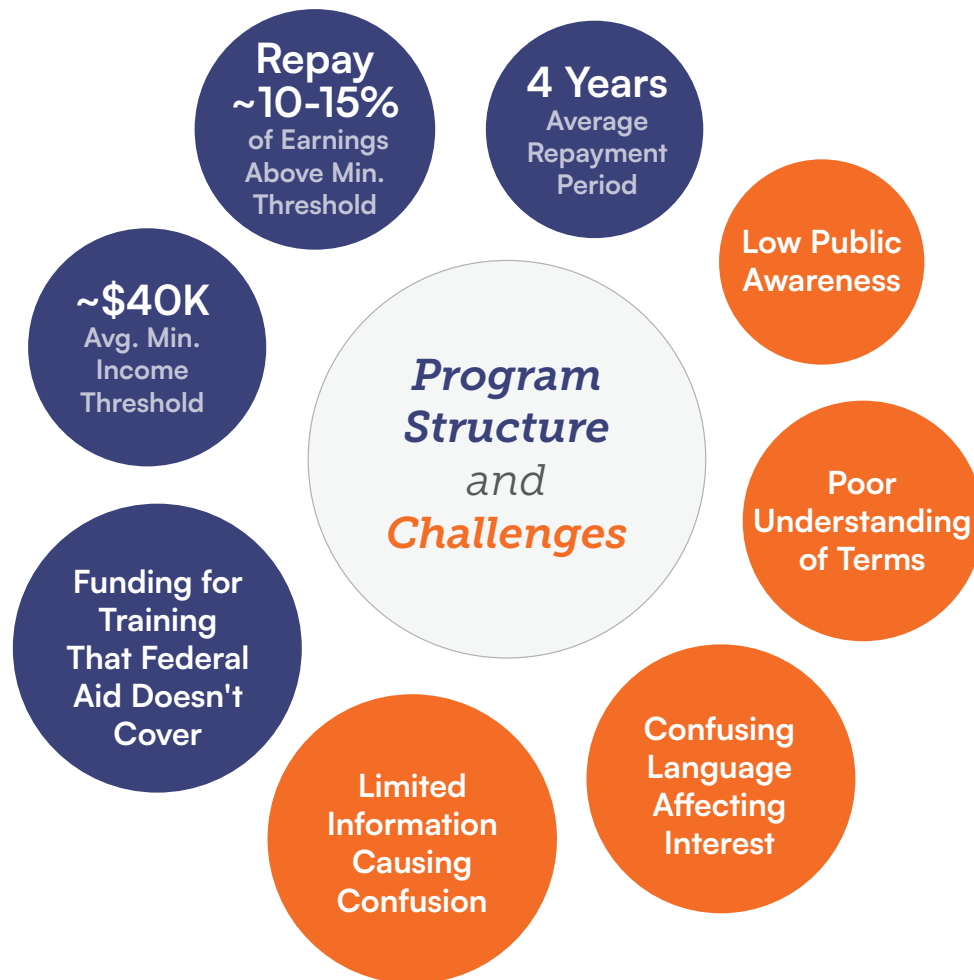 Repay
~10-15%
of Earnings
Above Min.
Threshold
4 Years
Average
Repayment
Period
Low Public
Awareness
~$40K
Avg. Min.
Income
Threshold
Program
Structure
and
Challenges
Poor
Understanding
of Terms
Funding for
Training
That Federal
Aid Doesn't
Cover
Confusing
Language
Affecting
Interest
Limited
Information
Causing
Confusion